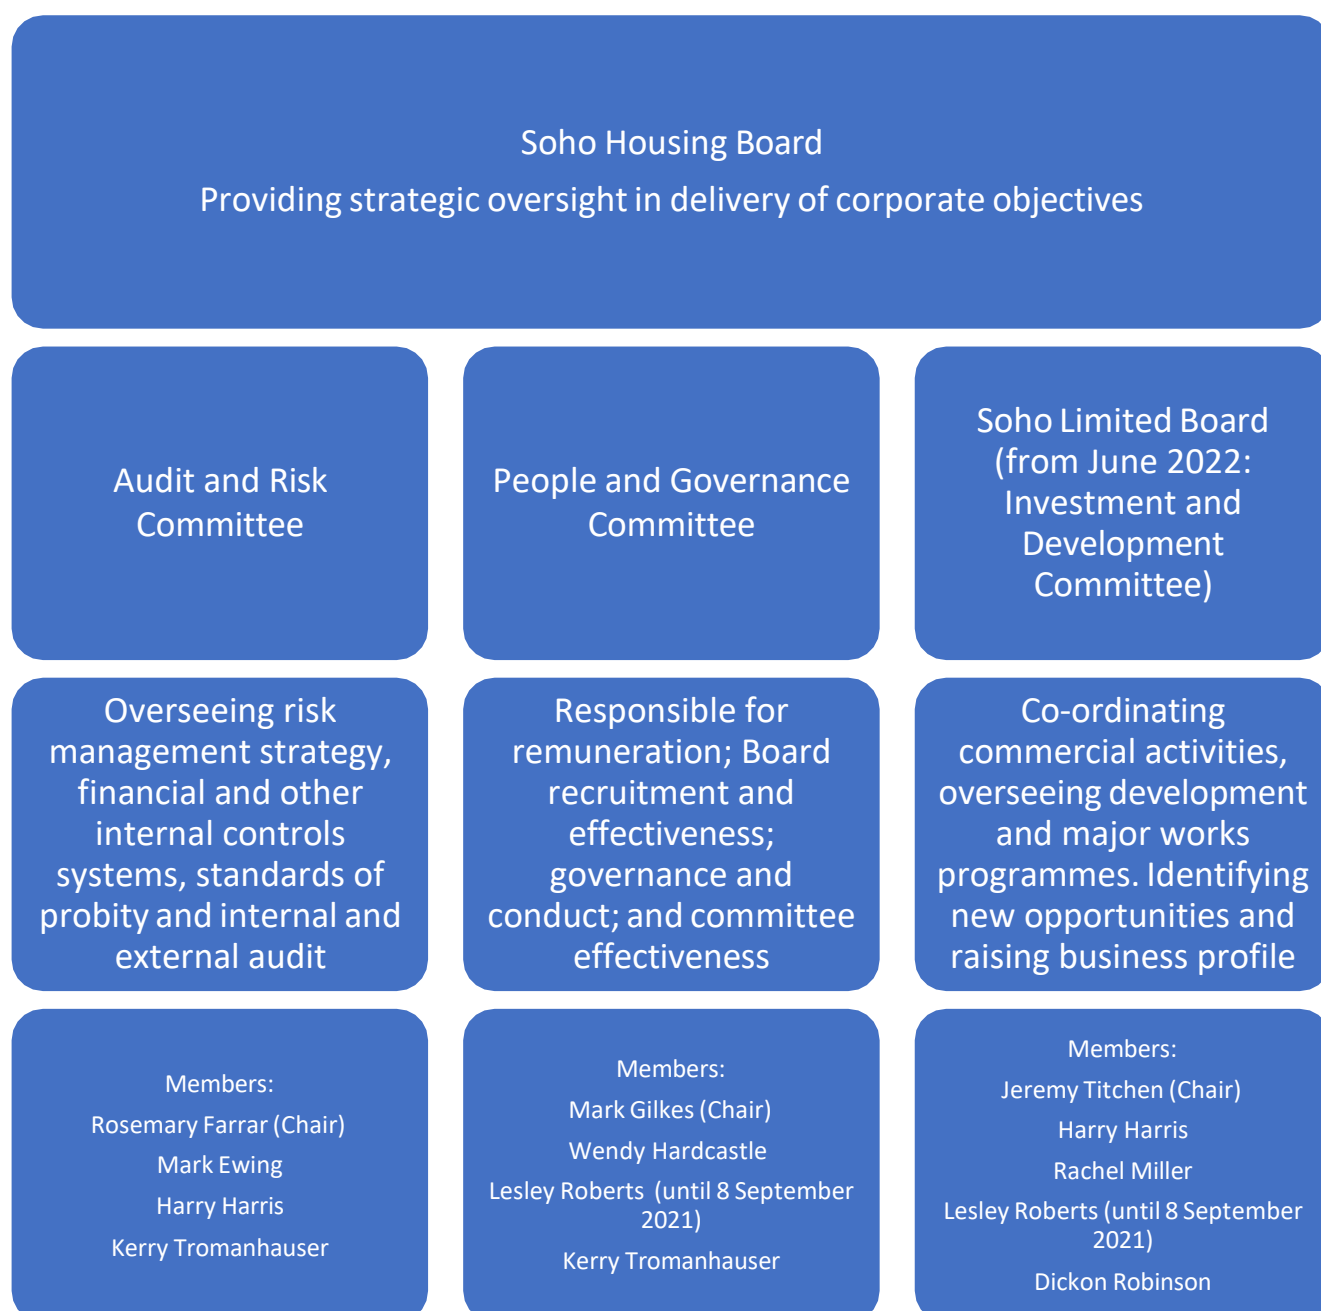 Soho Housing Board
Providing strategic oversight in delivery of corporate objectives
Audit and Risk
Committee
People and Governance
Committee
Soho Limited Board
(from June 2022:
Investment and
Development
Committee)
Overseeing risk
management strategy,
financial and other
internal controls
systems, standards of
probity and internal and
external audit
Responsible for
remuneration; Board
recruitment and
effectiveness;
governance and
conduct; and committee
effectiveness
Co-ordinating
commercial activities,
overseeing development
and major works
programmes. Identifying
new opportunities and
raising business profile
Members:
Rosemary Farrar (Chair)
Mark Ewing
Harry Harris
Kerry Tromanhauser
Members:
Mark Gilkes (Chair)
Wendy Hardcastle
Lesley Roberts (until 8 September
2021)
Kerry Tromanhauser
Members:
Jeremy Titchen (Chair)
Harry Harris
Rachel Miller
Lesley Roberts (until 8 September
2021)
Dickon Robinson